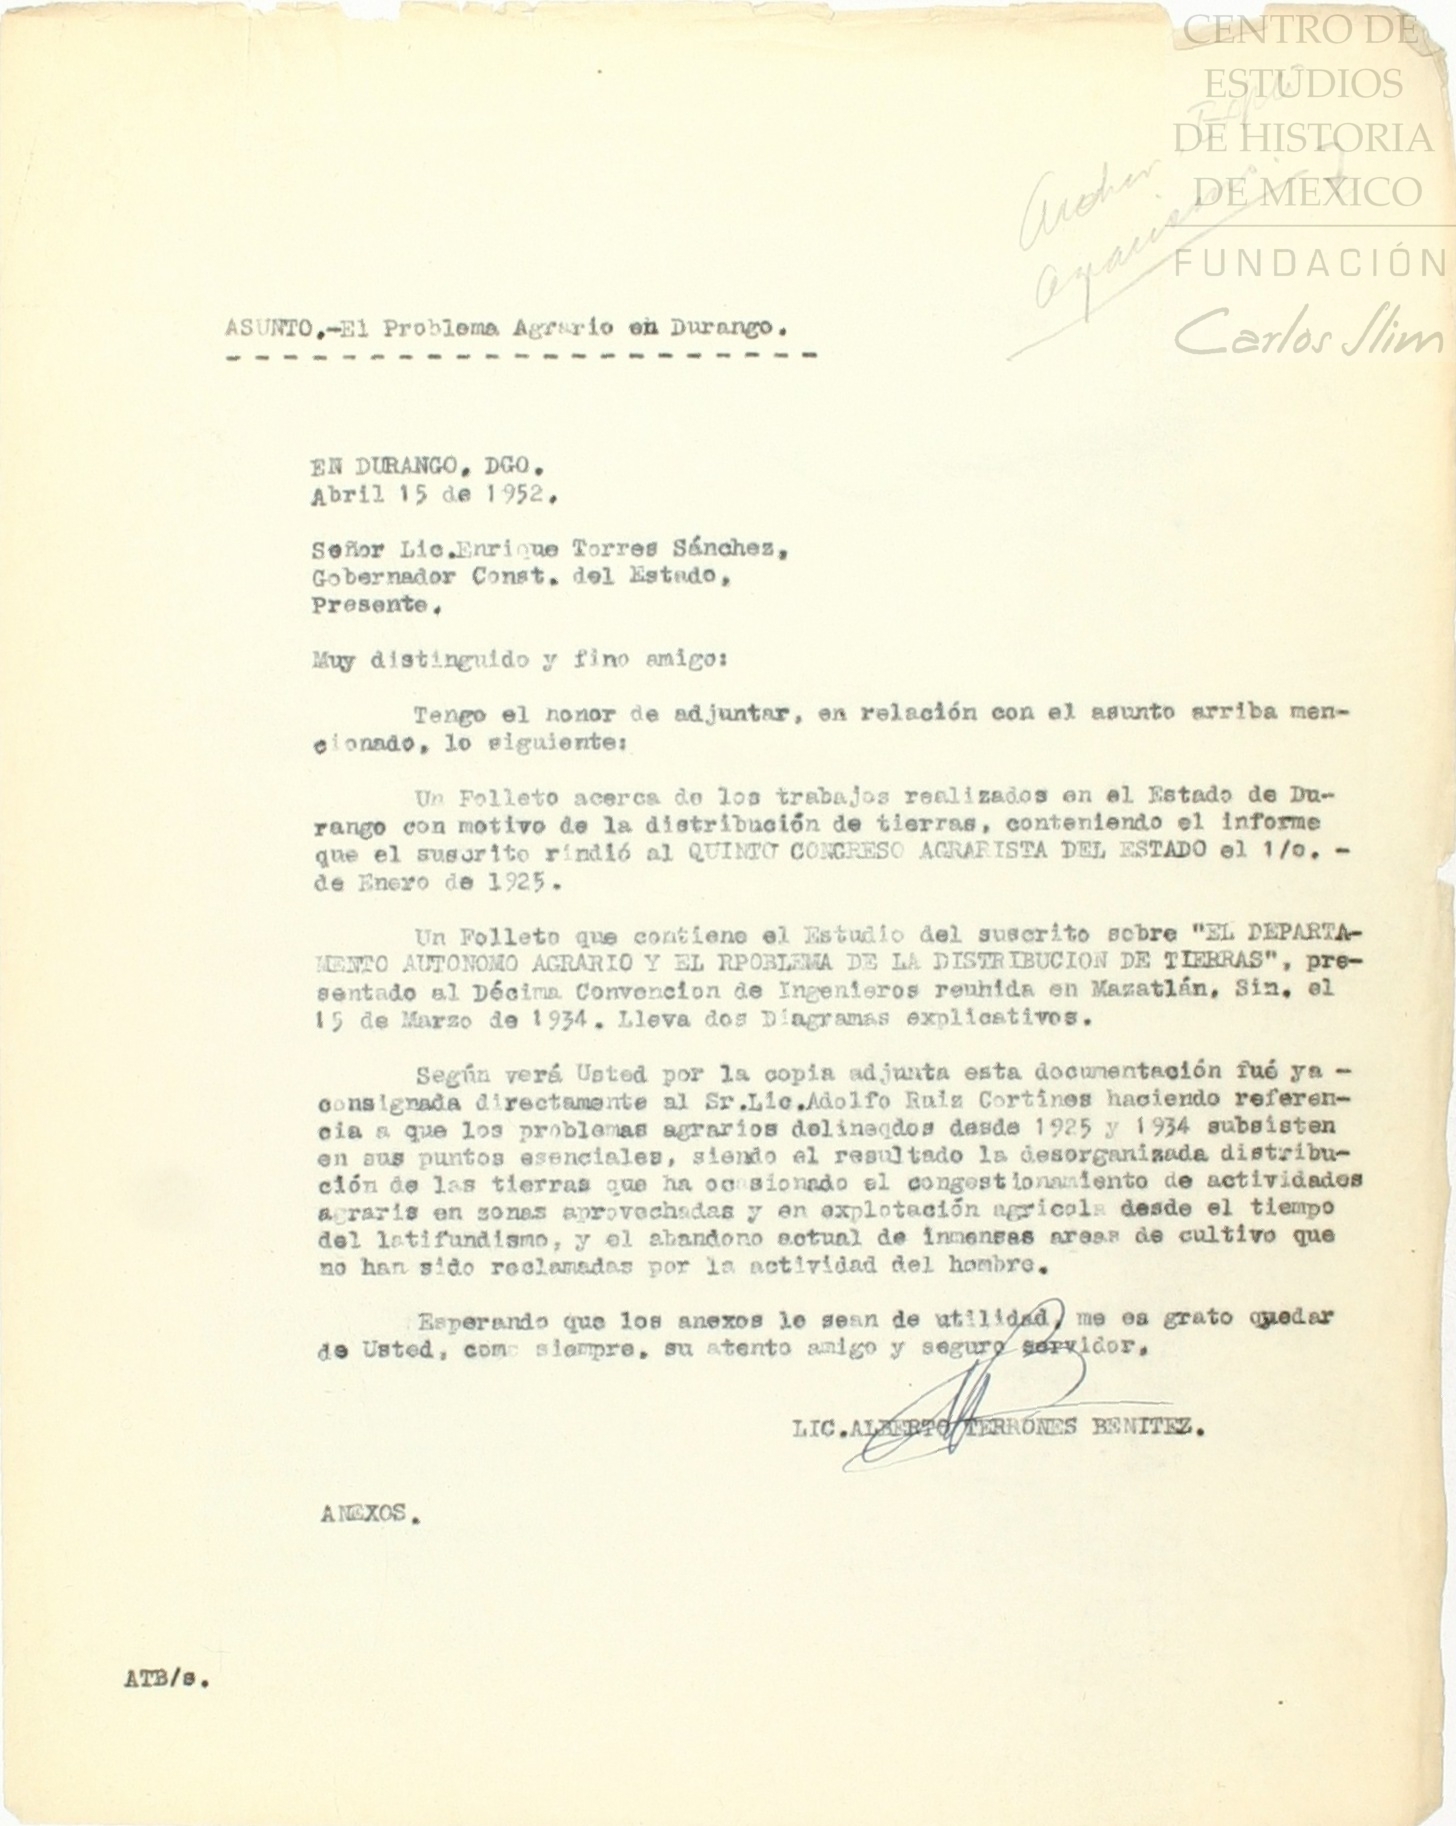 CENTRO DE
ESTUDIOS
DE HISTORIA
DE MEXICO
FUNDACIÓN
Carlos Slim
ASUNTO.-El Problema Agrario en Durango.
EN DURANGO, DGO.
Abril 15 de 1952.
Señor Lic.Enrique Torres Sánchez,
Gobernador Const. del Estado,
Presente.
Muy distinguido y fino amigo:
Tengo el honor de adjuntar, en relación con el asunto arriba men-
cionado, lo siguiente:
Un Folleto acerca de los trabajos realizados en el Estado de Du-
rango con motivo de la distribución de tierras, conteniendo el informe
que el suscrito rindió al QUINTO CONGRESO AGRARISTA DEL ESTADO el 1/o. -
de Enero de 1925.
Un Folleto que contiene el Estudio del suscrito sobre "EL DEPARTA-
MENTO AUTONOMO AGRARIO Y EL RPOBLEMA DE LA DISTRIBUCION DE TIERRAS", pre-
sentado al Décima Convencion de Ingenieros reunida en Mazatlán, Sin. el
15 de Marzo de 1934. Lleva dos Diagramas explicativos.
Según verá Usted por la copia adjunta esta documentación fué ya -
consignada directamente al Sr.Lic.Adolfo Ruiz Cortines haciendo referen-
cia a que los problemas agrarios delineqdos desde 1925 y 1934 subsisten
en sus puntos esenciales, siendo el resultado la desorganizada distribu-
ción de las tierras que ha ocasionado el congestionamiento de actividades
agraris en zonas aprovechadas y en explotación agricola desde el tiempo
del latifundismo, y el abandono actual de inmensas areas de cultivo que
no han sido reclamadas por la actividad del hombre.
Esperando que los anexos le sean de utilidad, me es grato quedar
de Usted, como siempre, su atento amigo y seguro servidor.
LIC.ALBERTO TERRONES BENITEZ.
ANEXOS.
ATB/s.